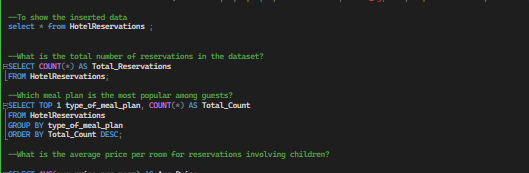 --To show the inserted data
select * from HotelReservations ;
--What is the total number of reservations in the dataset?
SELECT COUNT(*) AS Total_Reservations
FROM HotelReservations;
--Which meal plan is the most popular among guests?
SELECT TOP 1 type_of_meal_plan, COUNT(*) AS Total_Count
FROM HotelReservations
GROUP BY type_of_meal_plan
ORDER BY Total_Count DESC;
--What is the average price per room for reservations involving children?